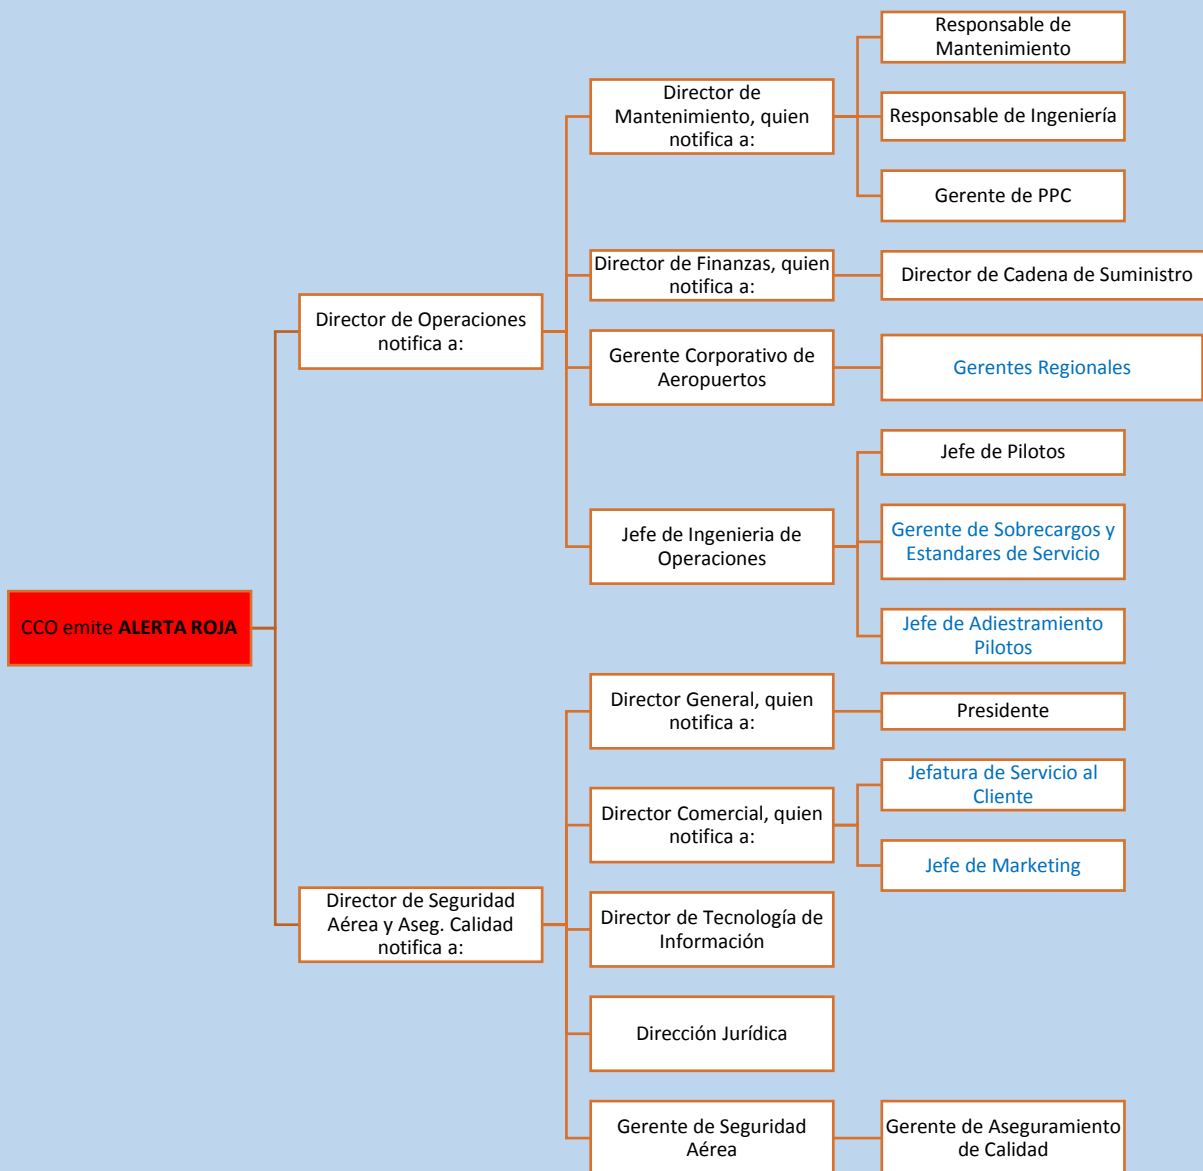 CCO emite ALERTA ROJA
Director de Operaciones
notifica a:
Director de
Mantenimiento, quien
notifica a:
Responsable de
Mantenimiento
Responsable de Ingeniería
Gerente de PPC
Director de Finanzas, quien
notifica a:
Director de Cadena de Suministro
Gerente Corporativo de
Aeropuertos
Gerentes Regionales
Jefe de Ingenieria de
Operaciones
Jefe de Pilotos
Gerente de Sobrecargos y
Estandares de Servicio
Jefe de Adiestramiento
Pilotos
Director de Seguridad
Aérea y Aseg. Calidad
notifica a:
Director General, quien
notifica a:
Presidente
Director Comercial, quien
notifica a:
Jefatura de Servicio al
Cliente
Jefe de Marketing
Director de Tecnología de
Información
Dirección Jurídica
Gerente de Seguridad
Aérea
Gerente de Aseguramiento
de Calidad